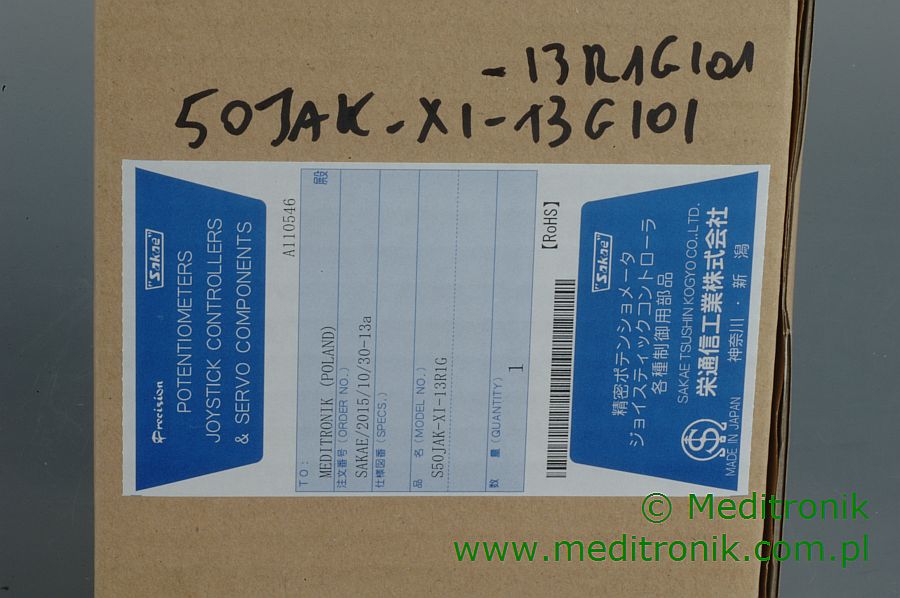 -13R1G101
50JAK-XI-13G101
"Sakae"
Precision
POTENTIOMETERS
JOYSTICK CONTROLLERS
& SERVO COMPONENTS
A110546
TO: 殿
MEDITRONIK (POLAND)
注文番号(ORDER NO.)
SAKAE/2015/10/30-13a
仕様図番(SPECS.)
品 名(MODEL NO.)
S50JAK-XI-13R1G
数 量(QUANTITY)
1
【RoHS】
"Sakae"
精密ポテンショメータ
ジョイスティックコントローラ
各種制御用部品
SAKAE TSUSHIN KOGYO CO.,LTD.
栄通信工業株式会社
MADE IN JAPAN 神奈川・新潟
© Meditronik
www.meditronik.com.pl